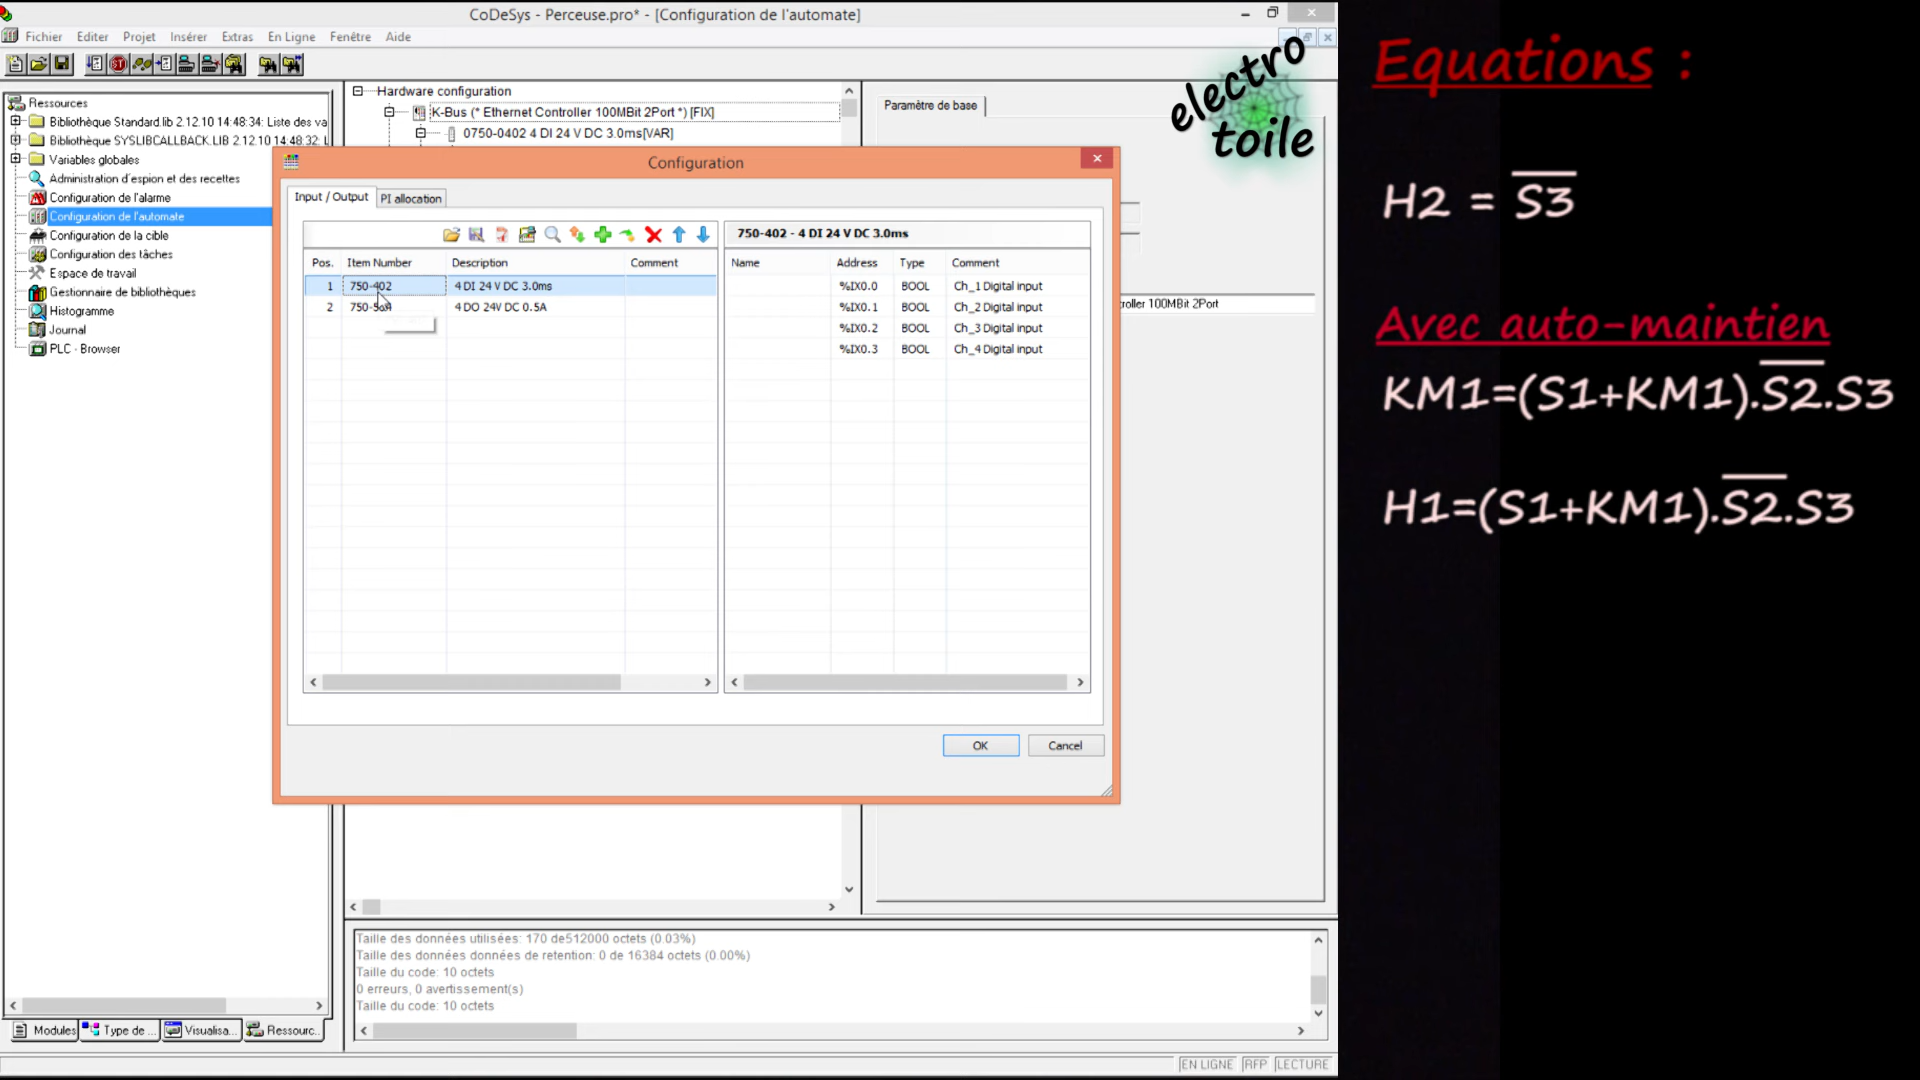 CoDeSys - Perceuse.pro* - [Configuration de l'automate]
Fichier Editer Projet Insérer Extras En Ligne Fenêtre Aide
Ressources
Bibliothèque Standard.lib 2.12.10 14:48:34: Liste des va
Bibliothèque SYSLIBCALLBACK.LIB 2.12.10 14:48:32: L
Variables globales
Administration d'espion et des recettes
Configuration de l'alarme
Configuration de l'automate
Configuration de la cible
Configuration des tâches
Espace de travail
Gestionnaire de bibliothèques
Histogramme
Journal
PLC - Browser
Hardware configuration
K-Bus (* Ethernet Controller 100MBit 2Port *) [FIX]
0750-0402 4 DI 24 V DC 3.0ms[VAR]
Paramètre de base
electro
toile
Configuration
Input / Output PI allocation
Pos. Item Number Description Comment
1 750-402 4 DI 24 V DC 3.0ms
2 4 DO 24V DC 0.5A
750-402 - 4 DI 24 V DC 3.0ms
Name Address Type Comment
%IX0.0 BOOL Ch_1 Digital input
%IX0.1 BOOL Ch_2 Digital input
%IX0.2 BOOL Ch_3 Digital input
%IX0.3 BOOL Ch_4 Digital input
roller 100MBit 2Port
OK Cancel
Taille des données utilisées: 170 de512000 octets (0.03%)
Taille des données données de retention: 0 de 16384 octets (0.00%)
Taille du code: 10 octets
0 erreurs, 0 avertissement(s)
Taille du code: 10 octets
Modules Type de ... Visualisa... Ressourc...
EN LIGNE RFP LECTURE
Equations :
H2 = S̅3̅
Avec auto-maintien
KM1=(S1+KM1).S̅2̅.S3
H1=(S1+KM1).S̅2̅.S3